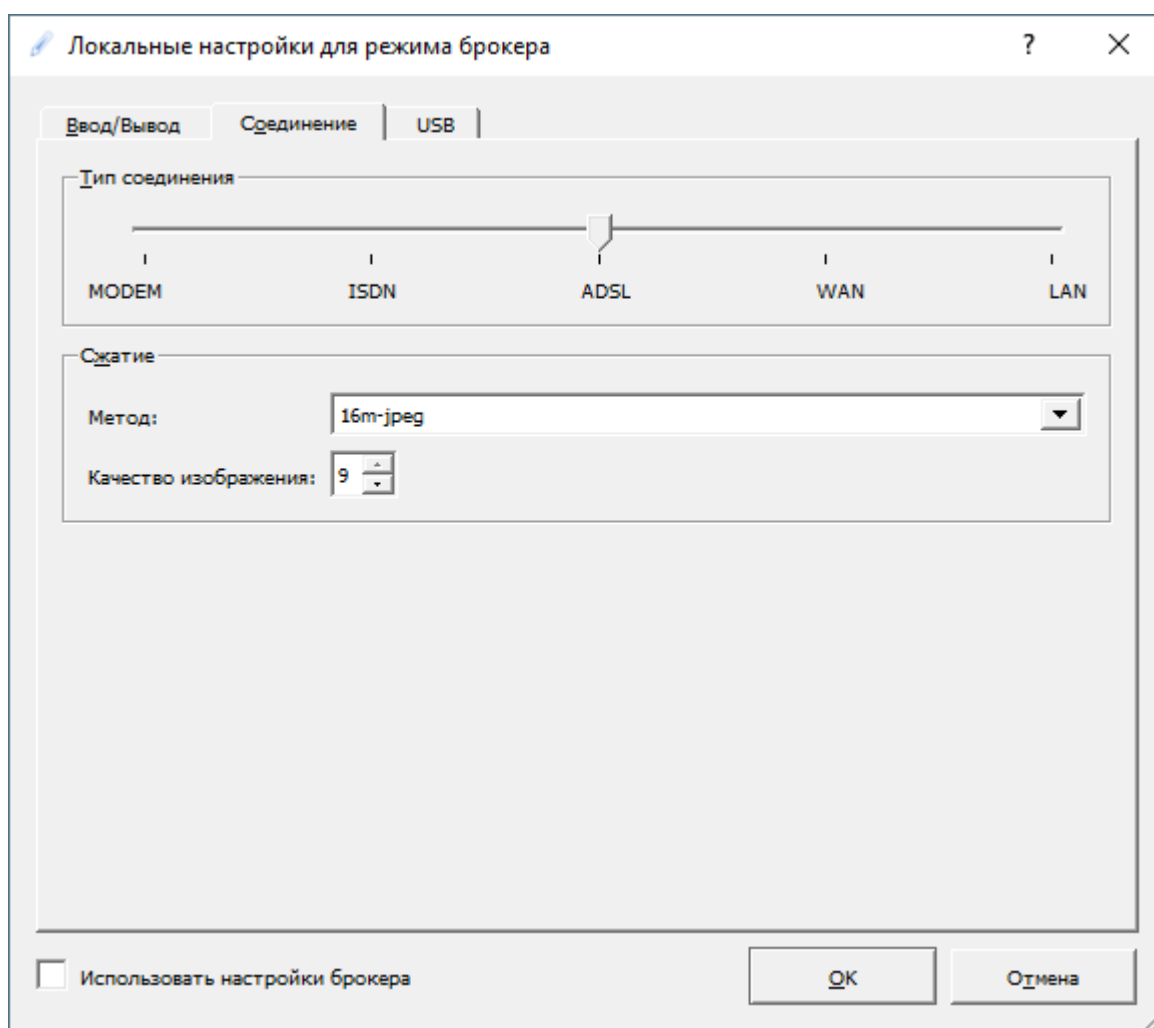 Локальные настройки для режима брокера ?
Ввод/Вывод Соединение USB
Тип соединения
MODEM ISDN ADSL WAN LAN
Сжатие
Метод: 16m-jpeg
Качество изображения: 9
Использовать настройки брокера OK Отмена